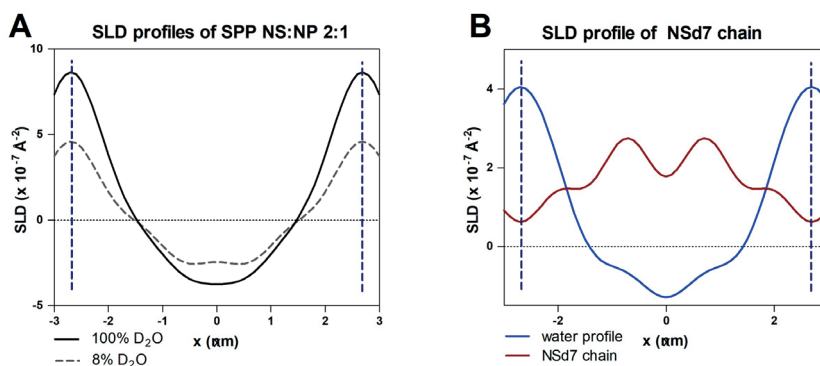 A
SLD profiles of SPP NS:NP 2:1
SLD (x 10⁻⁷ Å⁻²)
10
5
0
-5
-3 -2 -1 0 1 2 3
x (nm)
100% D₂O
8% D₂O
B
SLD profile of NSd7 chain
SLD (x 10⁻⁷ Å⁻²)
4
2
0
-2 0 2
x (nm)
water profile
NSd7 chain